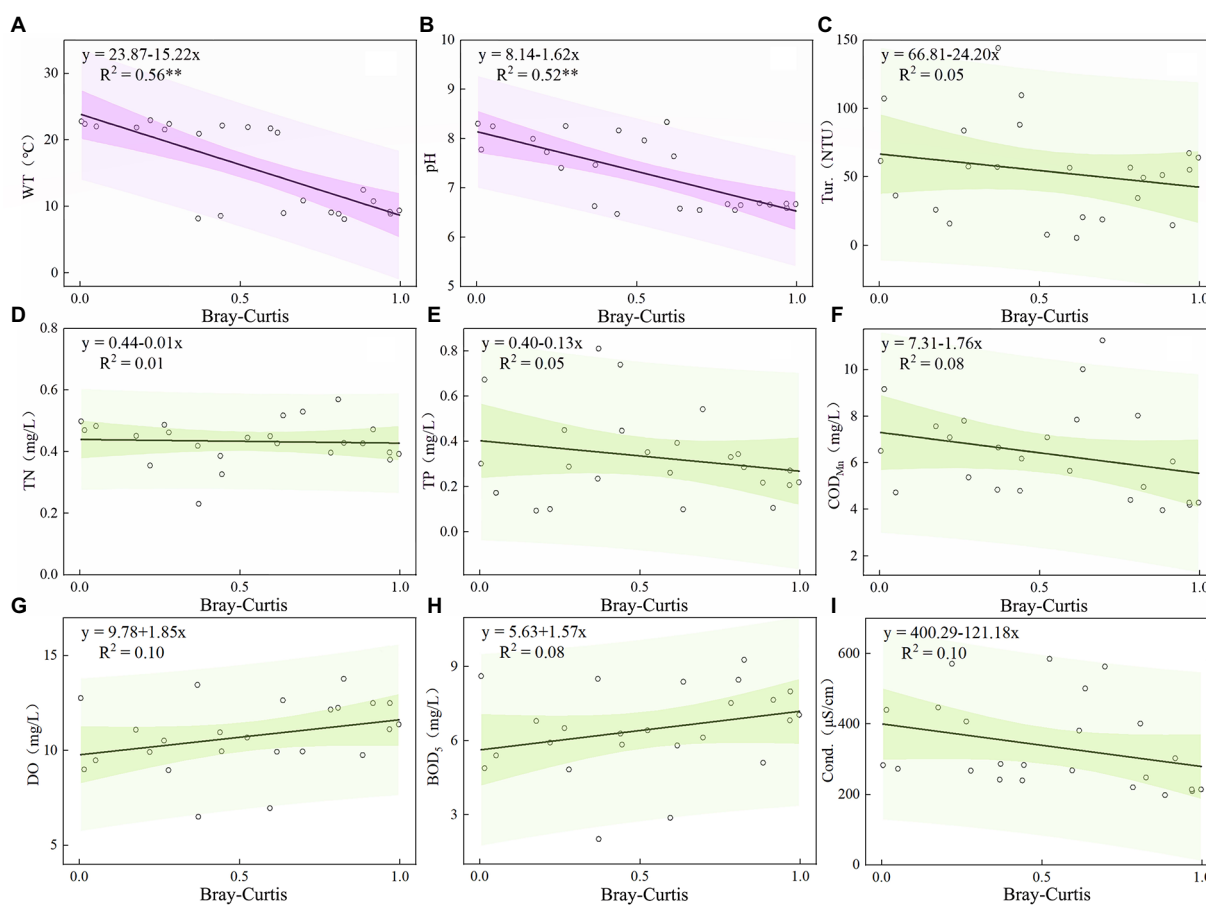 A
y = 23.87-15.22x
R² = 0.56**
30
20
10
0
WT（℃）
0.0 0.5 1.0
Bray-Curtis
B
y = 8.14-1.62x
R² = 0.52**
10
9
8
7
6
5
pH
0.0 0.5 1.0
Bray-Curtis
C
y = 66.81-24.20x
R² = 0.05
150
100
50
0
Tur.（NTU）
0.0 0.5 1.0
Bray-Curtis
D
y = 0.44-0.01x
R² = 0.01
0.8
0.6
0.4
0.2
0.0
TN（mg/L）
0.0 0.5 1.0
Bray-Curtis
E
y = 0.40-0.13x
R² = 0.05
0.8
0.4
0.0
TP（mg/L）
0.0 0.5 1.0
Bray-Curtis
F
y = 7.31-1.76x
R² = 0.08
10
8
6
4
2
COD_Mn（mg/L）
0.0 0.5 1.0
Bray-Curtis
G
y = 9.78+1.85x
R² = 0.10
15
10
5
DO（mg/L）
0.0 0.5 1.0
Bray-Curtis
H
y = 5.63+1.57x
R² = 0.08
9
6
3
BOD₅（mg/L）
0.0 0.5 1.0
Bray-Curtis
I
y = 400.29-121.18x
R² = 0.10
600
400
200
0
Cond.（μS/cm）
0.0 0.5 1.0
Bray-Curtis